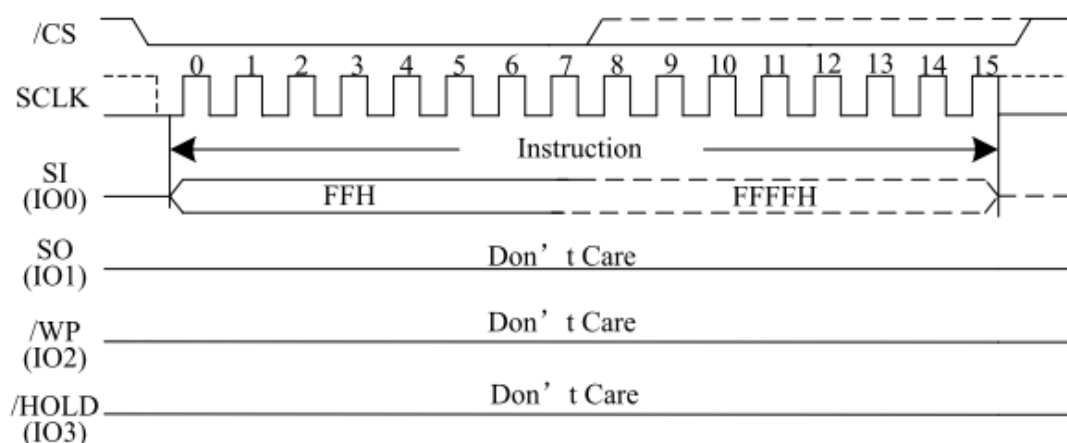 /CS
0 1 2 3 4 5 6 7 8 9 10 11 12 13 14 15
SCLK
Instruction
SI
(IO0)
FFH FFFFH
SO
(IO1)
Don’t Care
/WP
(IO2)
Don’t Care
/HOLD
(IO3)
Don’t Care